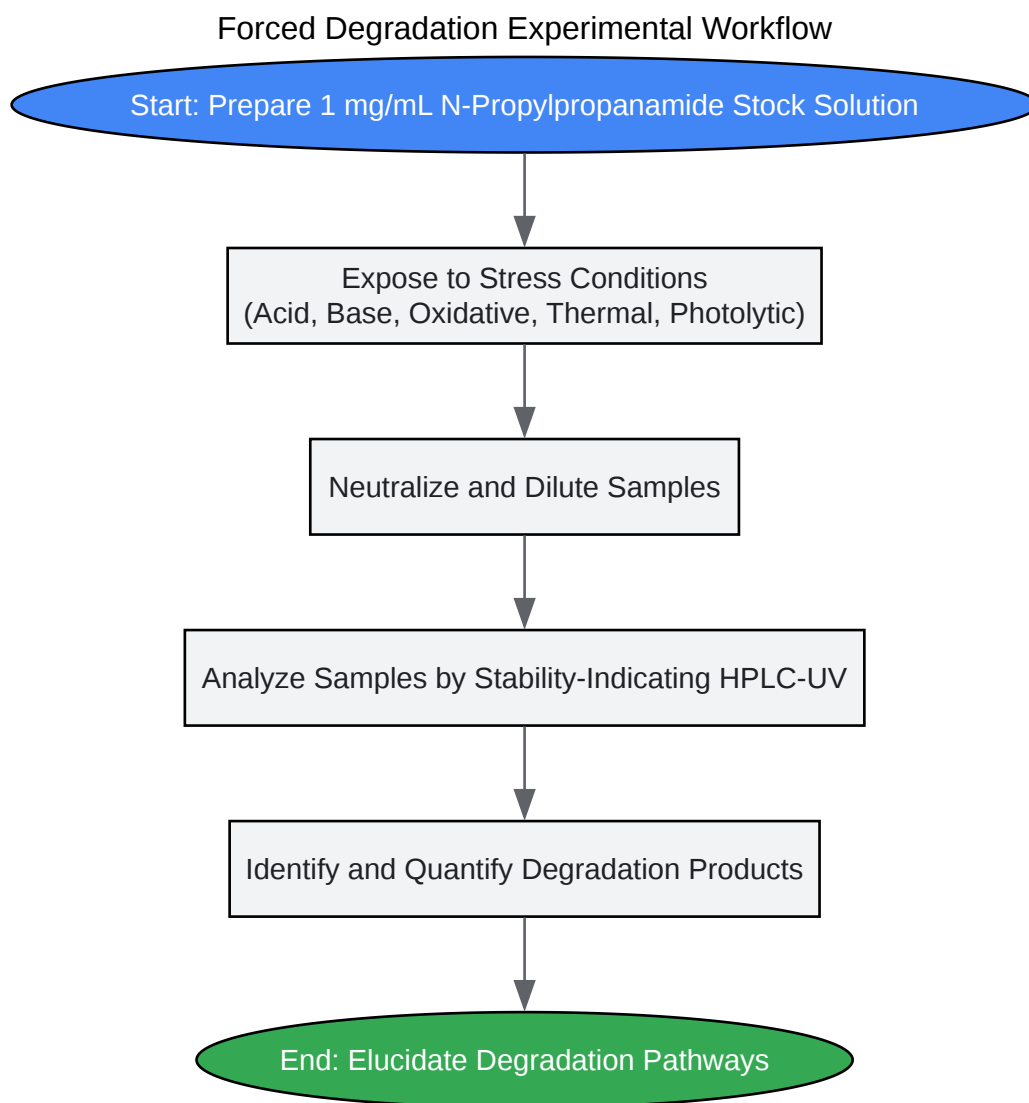 Forced Degradation Experimental Workflow
Start: Prepare 1 mg/mL N-Propylpropanamide Stock Solution
Expose to Stress Conditions
(Acid, Base, Oxidative, Thermal, Photolytic)
Neutralize and Dilute Samples
Analyze Samples by Stability-Indicating HPLC-UV
Identify and Quantify Degradation Products
End: Elucidate Degradation Pathways